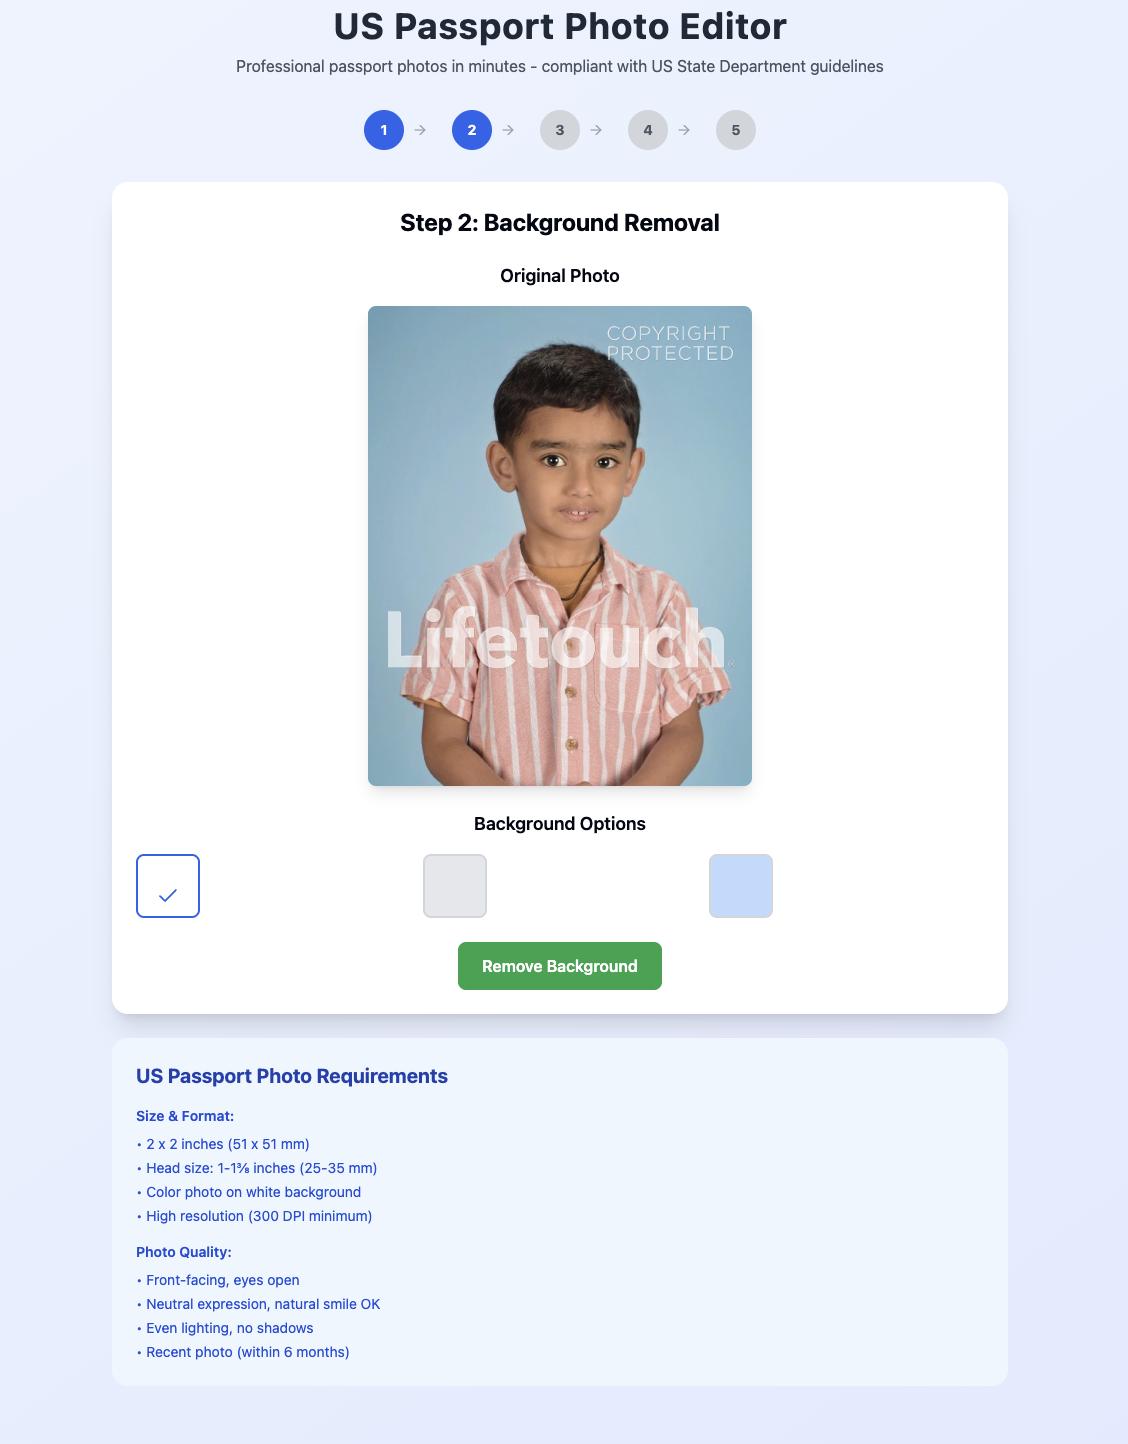 US Passport Photo Editor
Professional passport photos in minutes - compliant with US State Department guidelines
1 → 2 → 3 → 4 → 5
Step 2: Background Removal
Original Photo
COPYRIGHT
PROTECTED
Lifetouch®
Background Options
Remove Background
US Passport Photo Requirements
Size & Format:
• 2 x 2 inches (51 x 51 mm)
• Head size: 1-1⅜ inches (25-35 mm)
• Color photo on white background
• High resolution (300 DPI minimum)
Photo Quality:
• Front-facing, eyes open
• Neutral expression, natural smile OK
• Even lighting, no shadows
• Recent photo (within 6 months)